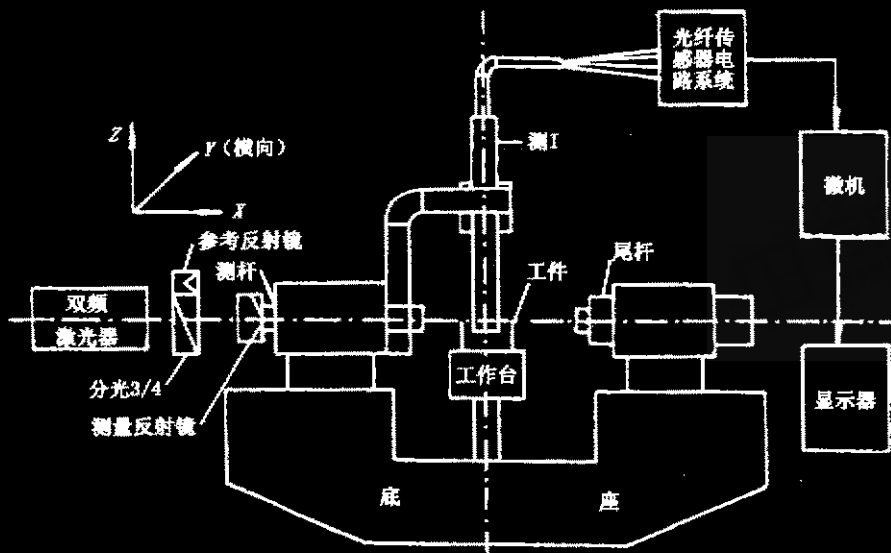 光纤传
感器电
路系统
测I
Z
Y（横向）
X
微机
参考反射镜
测杆
尾杆
工件
双频
激光器
分光3/4
工作台
显示器
测量反射镜
底
座